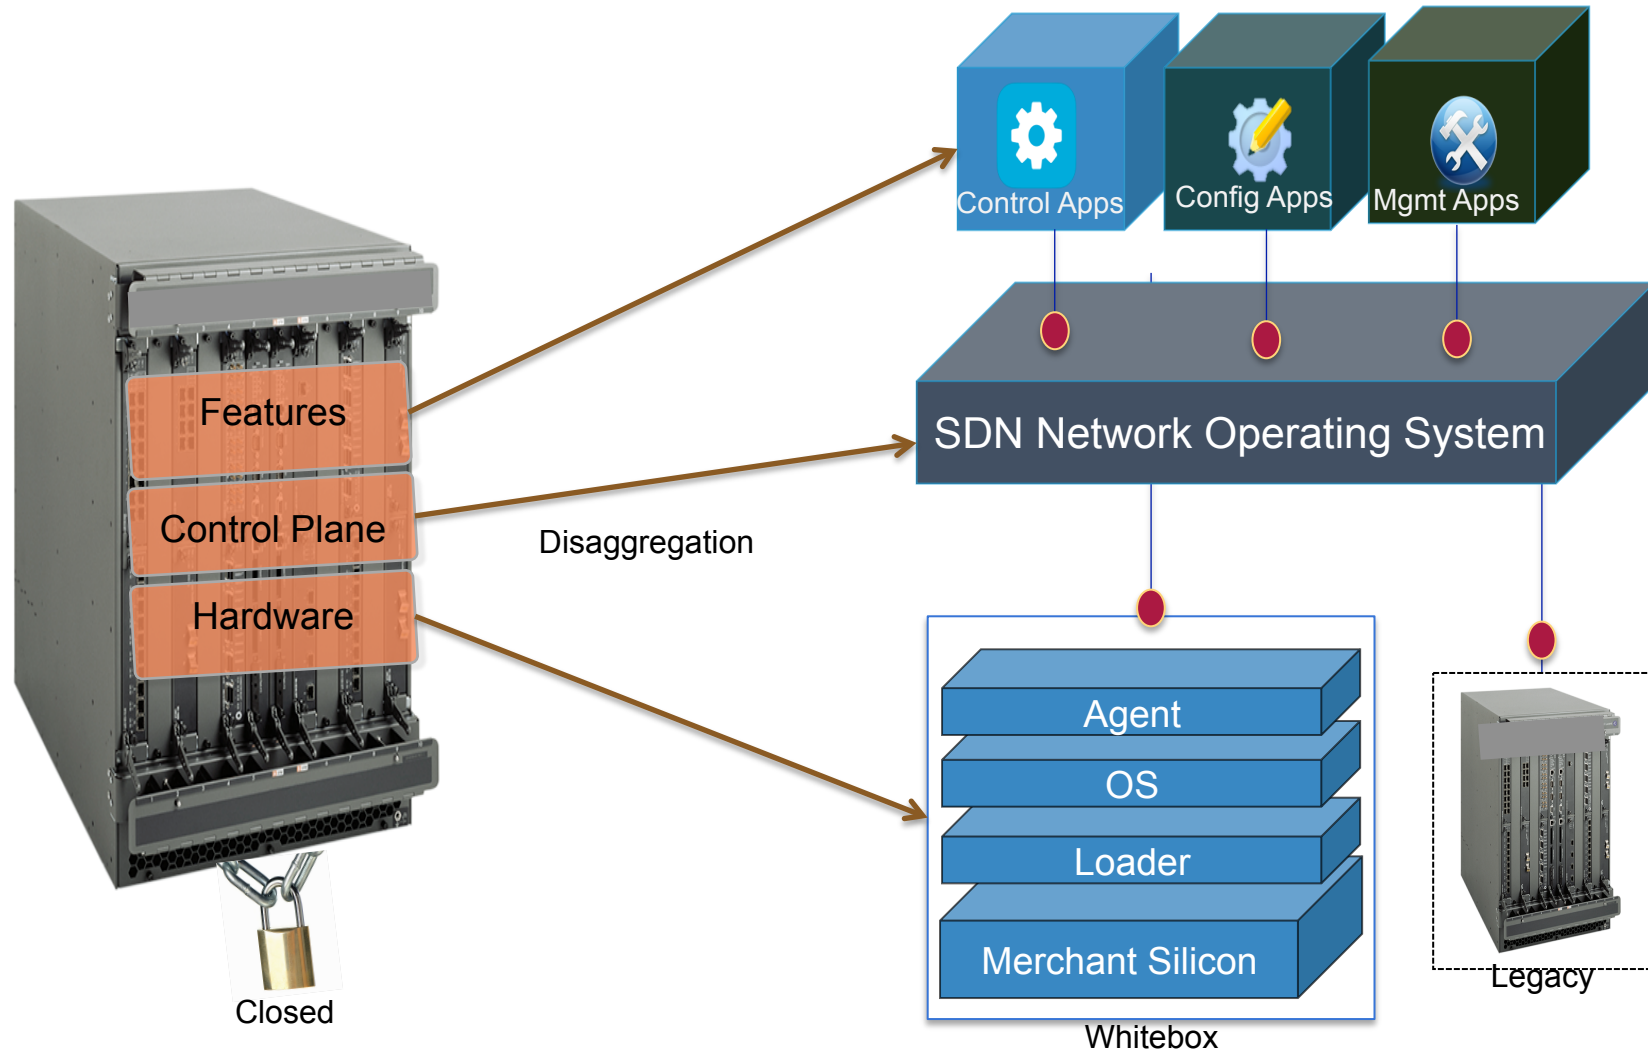 Control Apps
Config Apps
Mgmt Apps
Features
SDN Network Operating System
Control Plane
Disaggregation
Hardware
Agent
OS
Loader
Merchant Silicon
Legacy
Closed
Whitebox